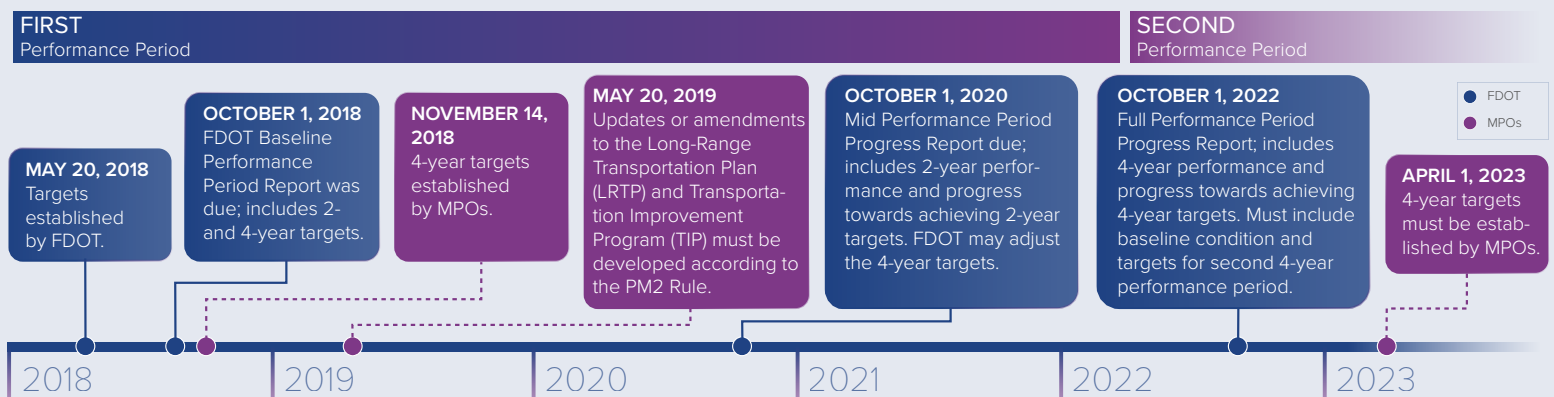 FIRST
Performance Period
SECOND
Performance Period
MAY 20, 2018
Targets
established
by FDOT.
OCTOBER 1, 2018
FDOT Baseline
Performance
Period Report was
due; includes 2-
and 4-year targets.
NOVEMBER 14,
2018
4-year targets
established
by MPOs.
MAY 20, 2019
Updates or amendments
to the Long-Range
Transportation Plan
(LRTP) and Transporta-
tion Improvement
Program (TIP) must be
developed according to
the PM2 Rule.
OCTOBER 1, 2020
Mid Performance Period
Progress Report due;
includes 2-year perfor-
mance and progress
towards achieving 2-year
targets. FDOT may adjust
the 4-year targets.
OCTOBER 1, 2022
Full Performance Period
Progress Report; includes
4-year performance and
progress towards achieving
4-year targets. Must include
baseline condition and
targets for second 4-year
performance period.
FDOT
MPOs
APRIL 1, 2023
4-year targets
must be estab-
lished by MPOs.
2018
2019
2020
2021
2022
2023